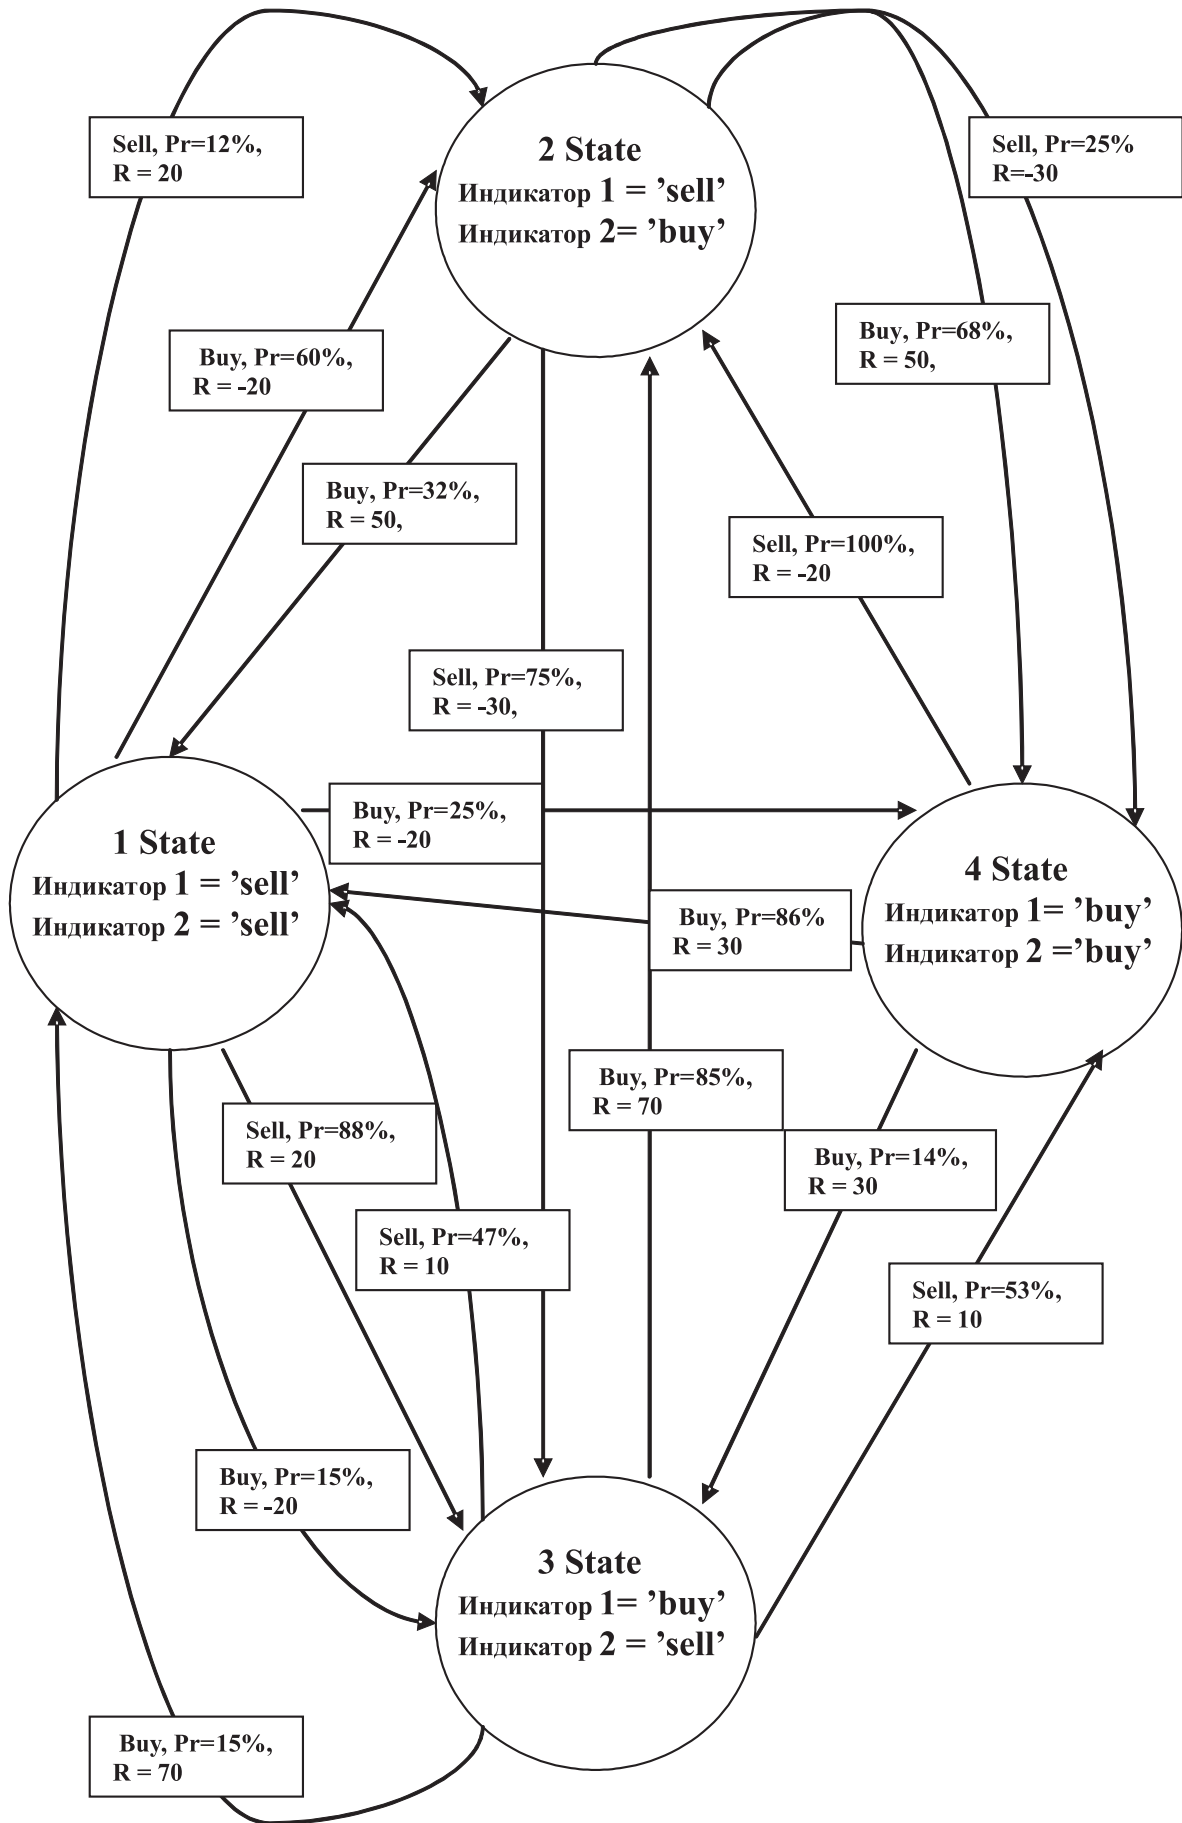 Sell, Pr=12%,
R = 20
2 State
Индикатор 1 = ’sell’
Индикатор 2= ’buy’
Sell, Pr=25%
R=-30
Buy, Pr=60%,
R = -20
Buy, Pr=68%,
R = 50,
Buy, Pr=32%,
R = 50,
Sell, Pr=100%,
R = -20
Sell, Pr=75%,
R = -30,
Buy, Pr=25%,
R = -20
1 State
Индикатор 1 = ’sell’
Индикатор 2 = ’sell’
4 State
Индикатор 1= ’buy’
Индикатор 2 =’buy’
Buy, Pr=86%
R = 30
Buy, Pr=85%,
R = 70
Sell, Pr=88%,
R = 20
Buy, Pr=14%,
R = 30
Sell, Pr=47%,
R = 10
Sell, Pr=53%,
R = 10
Buy, Pr=15%,
R = -20
3 State
Индикатор 1= ’buy’
Индикатор 2 = ’sell’
Buy, Pr=15%,
R = 70